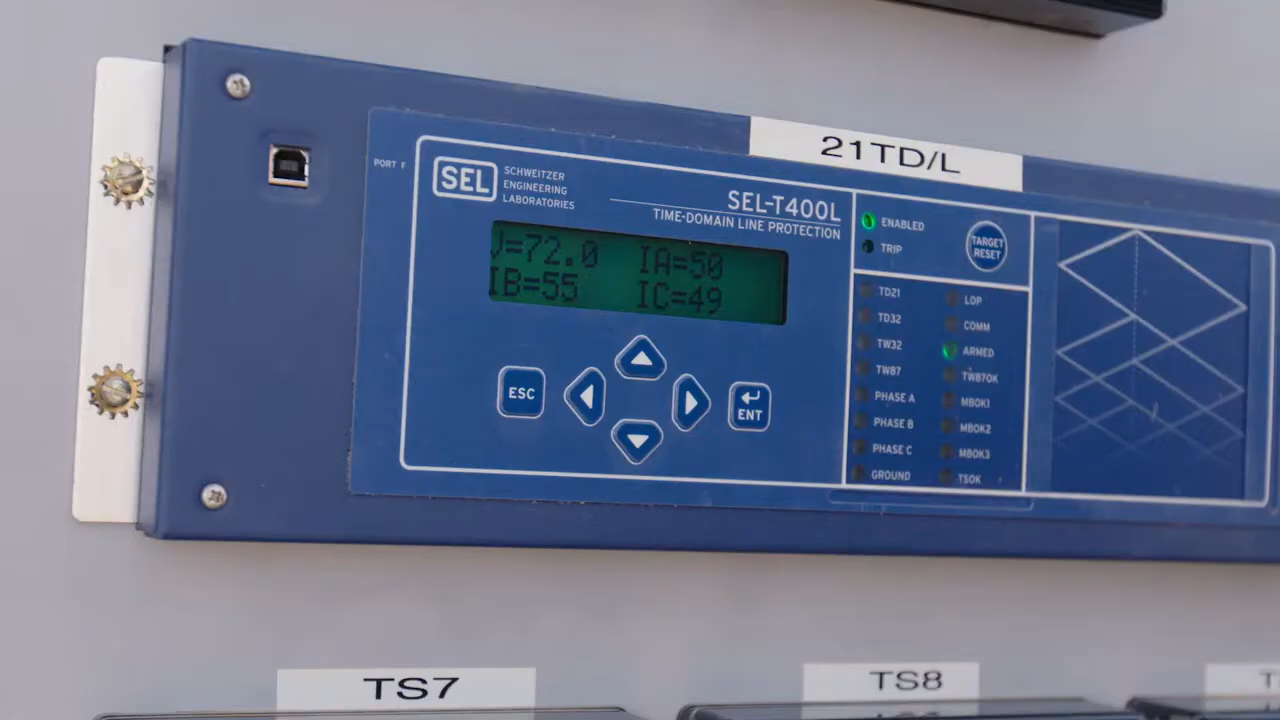 21TD/L
PORT F
SEL
SCHWEITZER
ENGINEERING
LABORATORIES
SEL-T400L
TIME-DOMAIN LINE PROTECTION
ENABLED
TRIP
TARGET
RESET
V=72.0 IA=50
IB=55 IC=49
ESC
ENT
TD21
TD32
TW32
TW87
PHASE A
PHASE B
PHASE C
GROUND
LOP
COMM
ARMED
TW87OK
MBOK1
MBOK2
MBOK3
TSOK
TS7
TS8